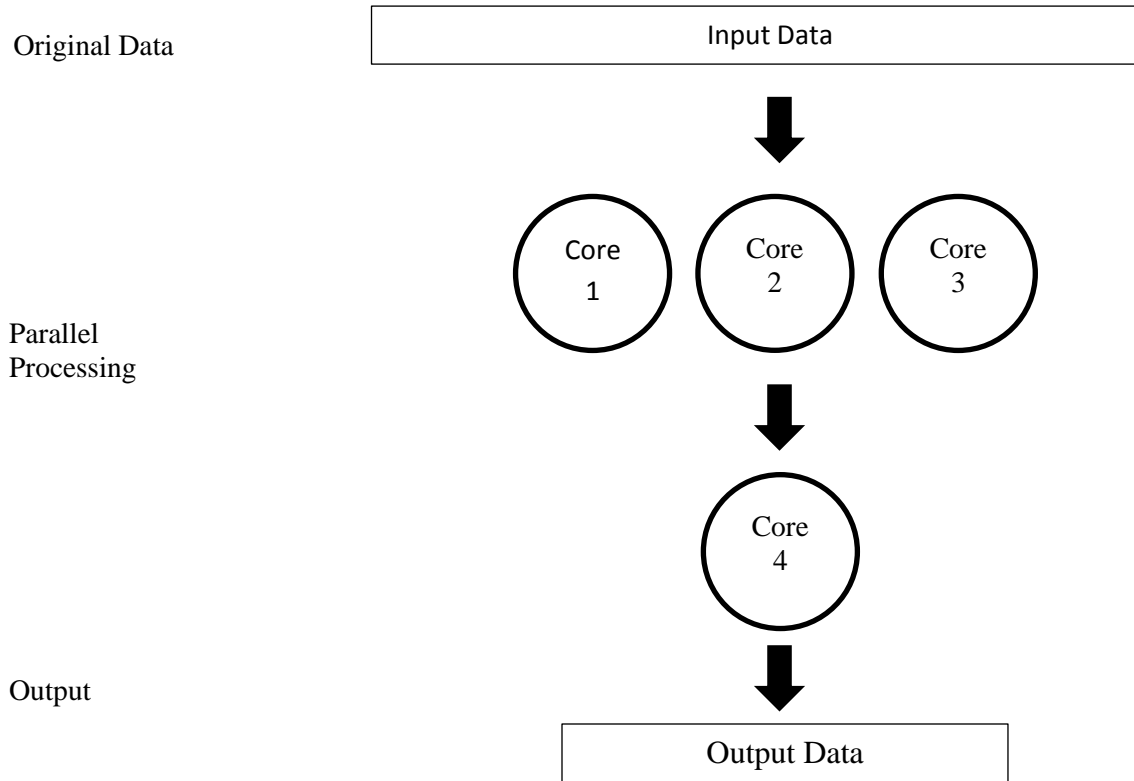 Original Data
Input Data
Core
1
Core
2
Core
3
Parallel
Processing
Core
4
Output
Output Data